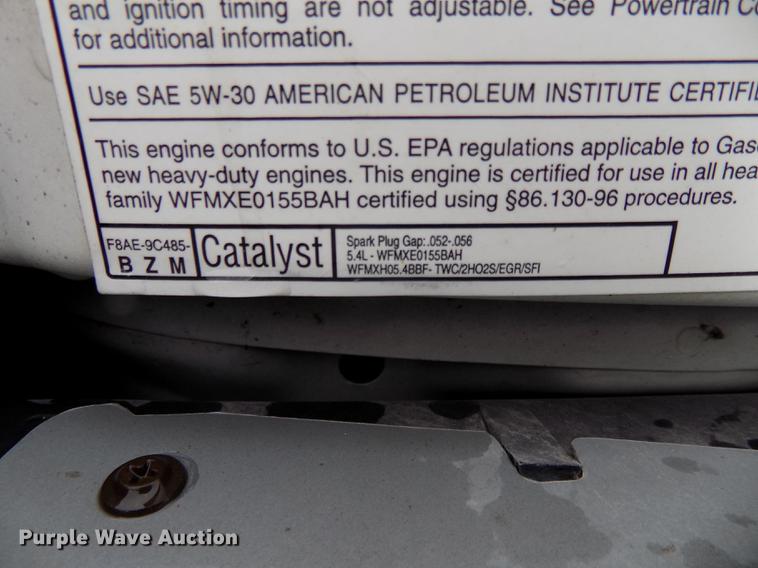 and ignition timing are not adjustable. See Powertrain
for additional information.
Use SAE 5W-30 AMERICAN PETROLEUM INSTITUTE
This engine conforms to U.S. EPA regulations applicable to
new heavy-duty engines. This engine is certified for use in all
family WFMXE0155BAH certified using §86.130-96 procedures.
F8AE-9C485-
B Z M
Catalyst
Spark Plug Gap:.052-.056
5.4L - WFMXE0155BAH
WFMXH05.4BBF- TWC/2HO2S/EGR/SFI
Purple Wave Auction